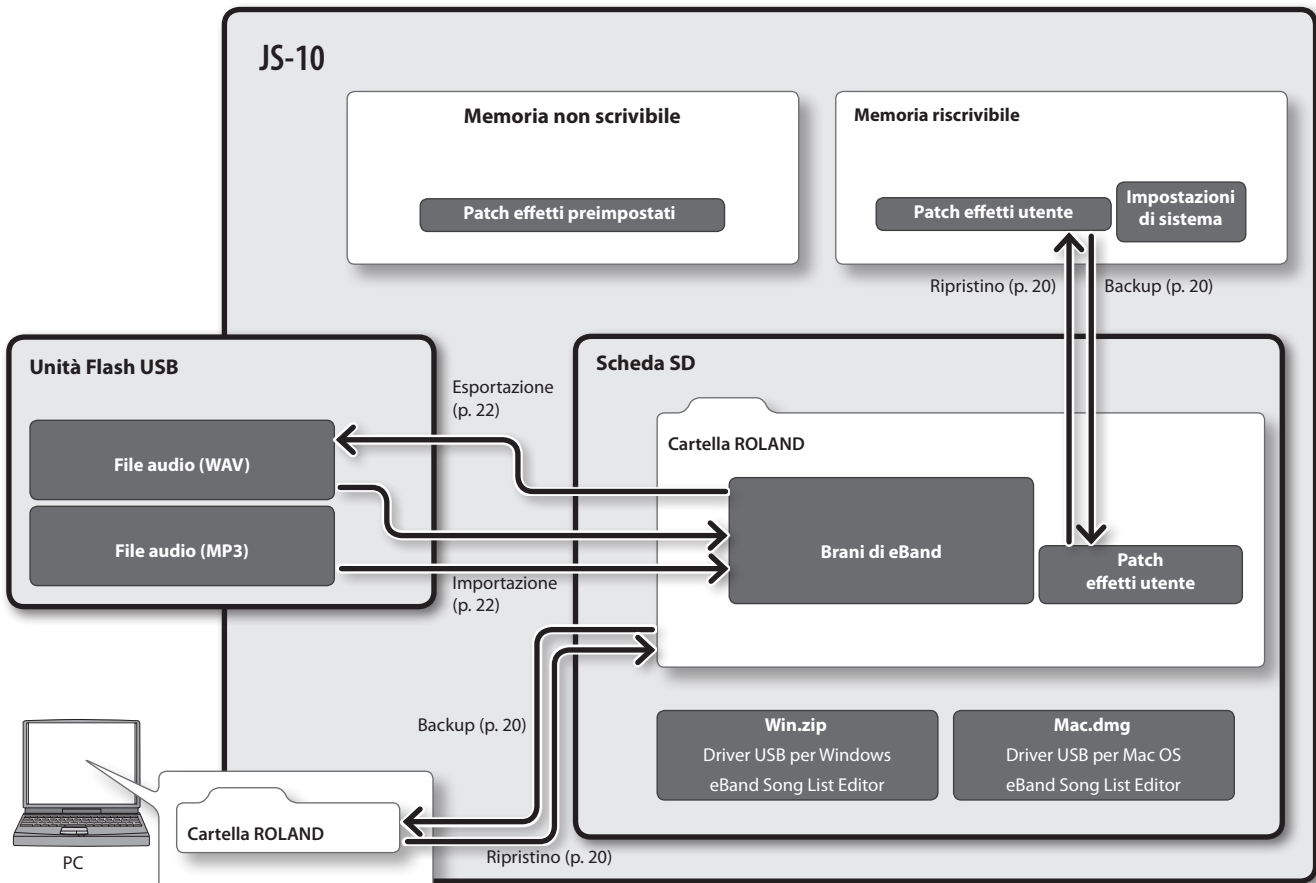 JS-10
Memoria non scrivibile
Patch effetti preimpostati
Memoria riscrivibile
Patch effetti utente
Impostazioni
di sistema
Ripristino (p. 20)
Backup (p. 20)
Unità Flash USB
File audio (WAV)
File audio (MP3)
Esportazione
(p. 22)
Importazione
(p. 22)
Scheda SD
Cartella ROLAND
Brani di eBand
Patch
effetti utente
Win.zip
Driver USB per Windows
eBand Song List Editor
Mac.dmg
Driver USB per Mac OS
eBand Song List Editor
Backup (p. 20)
Cartella ROLAND
Ripristino (p. 20)
PC